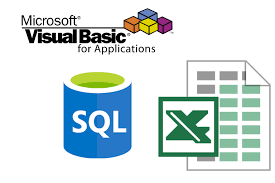 Microsoft®
Visual Basic®
for Applications
SQL
X